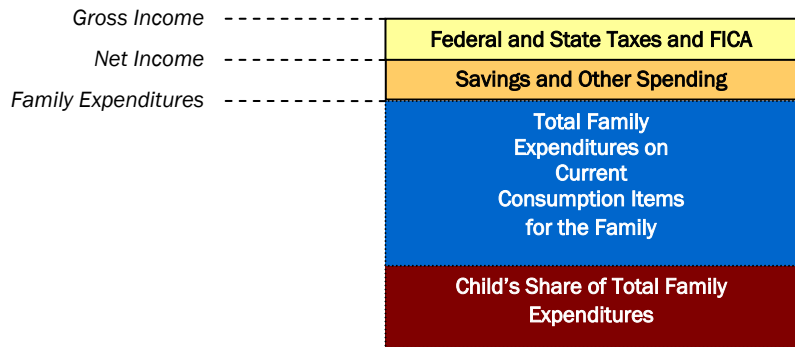 Gross Income
Federal and State Taxes and FICA
Net Income
Savings and Other Spending
Family Expenditures
Total Family
Expenditures on
Current
Consumption Items
for the Family
Child’s Share of Total Family
Expenditures